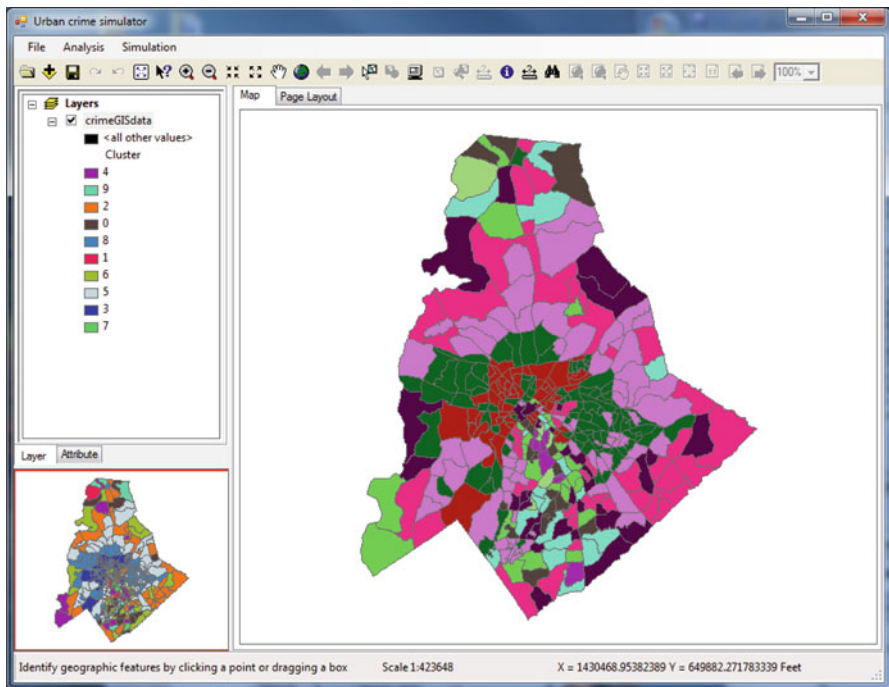 Urban crime simulator
File Analysis Simulation
100%
Layers
crimeGISdata
<all other values>
Cluster
4
9
2
0
8
1
6
5
3
7
Layer Attribute
Map Page Layout
Identify geographic features by clicking a point or dragging a box Scale 1:423648 X = 1430468.95382389 Y = 649882.271783339 Feet